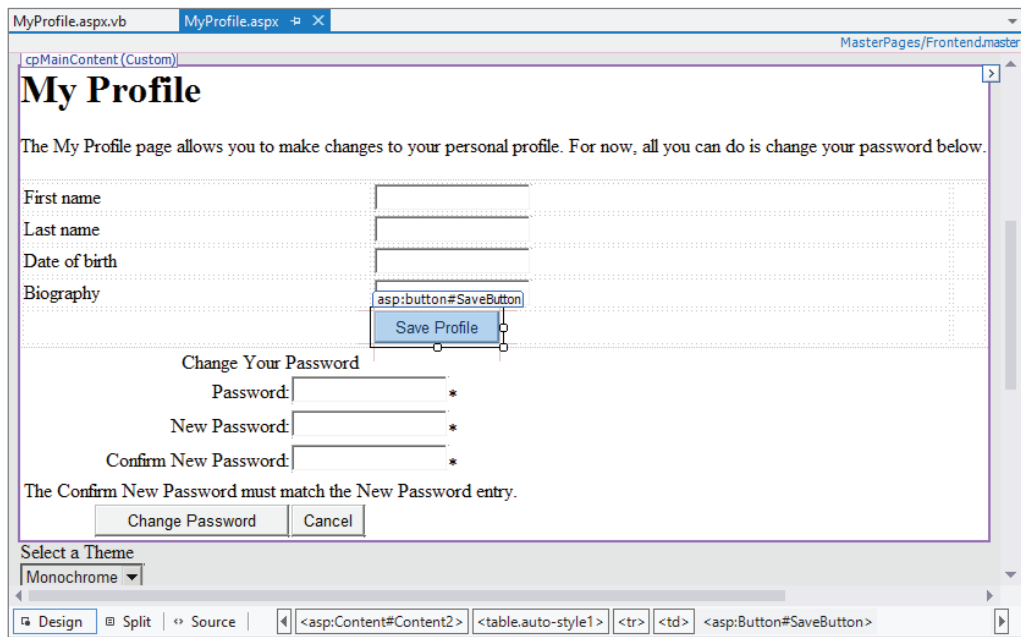 MyProfile.aspx.vb MyProfile.aspx
MasterPages/Frontend.master
cpMainContent (Custom)
My Profile
The My Profile page allows you to make changes to your personal profile. For now, all you can do is change your password below.
First name
Last name
Date of birth
Biography
asp:button#SaveButton
Save Profile
Change Your Password
Password: *
New Password: *
Confirm New Password: *
The Confirm New Password must match the New Password entry.
Change Password Cancel
Select a Theme
Monochrome
Design Split Source <asp:Content#Content2> <table.auto-style1> <tr> <td> <asp:Button#SaveButton>